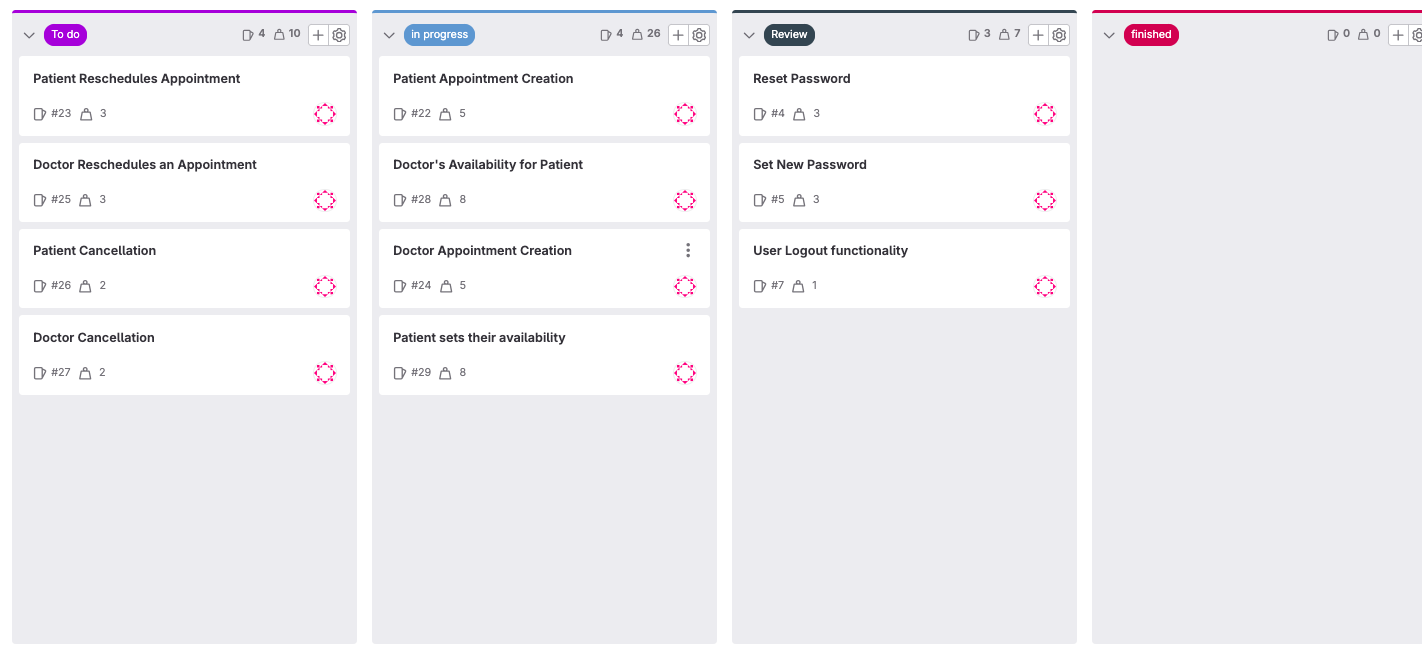 To do 4 10
Patient Reschedules Appointment
#23 3
Doctor Reschedules an Appointment
#25 3
Patient Cancellation
#26 2
Doctor Cancellation
#27 2
in progress 4 26
Patient Appointment Creation
#22 5
Doctor's Availability for Patient
#28 8
Doctor Appointment Creation
#24 5
Patient sets their availability
#29 8
Review 3 7
Reset Password
#4 3
Set New Password
#5 3
User Logout functionality
#7 1
finished 0 0